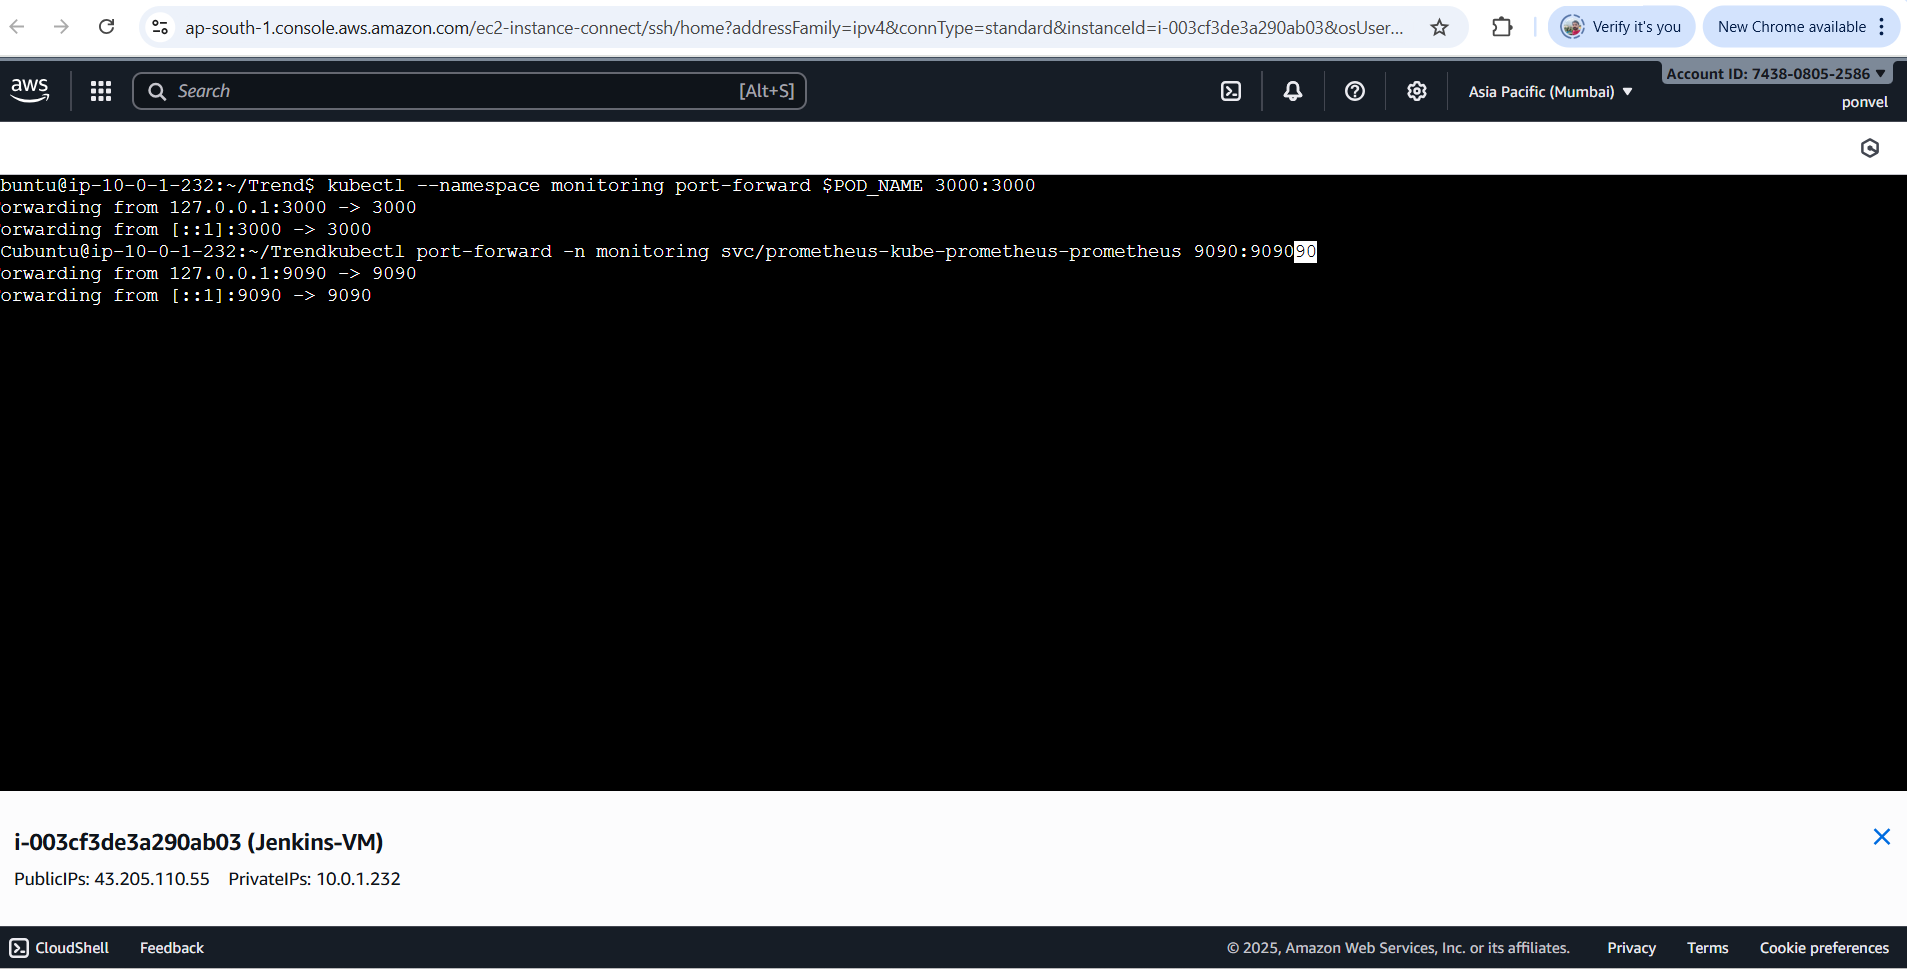 ap-south-1.console.aws.amazon.com/ec2-instance-connect/ssh/home?addressFamily=ipv4&connType=standard&instanceId=i-003cf3de3a290ab03&osUser...
Verify it's you
New Chrome available
aws
Search
[Alt+S]
Asia Pacific (Mumbai)
Account ID: 7438-0805-2586
ponvel
buntu@ip-10-0-1-232:~/Trend$ kubectl --namespace monitoring port-forward $POD_NAME 3000:3000
orwarding from 127.0.0.1:3000 -> 3000
orwarding from [::1]:3000 -> 3000
Cubuntu@ip-10-0-1-232:~/Trendkubectl port-forward -n monitoring svc/prometheus-kube-prometheus-prometheus 9090:909090
orwarding from 127.0.0.1:9090 -> 9090
orwarding from [::1]:9090 -> 9090
i-003cf3de3a290ab03 (Jenkins-VM)
PublicIPs: 43.205.110.55 PrivateIPs: 10.0.1.232
CloudShell Feedback © 2025, Amazon Web Services, Inc. or its affiliates. Privacy Terms Cookie preferences